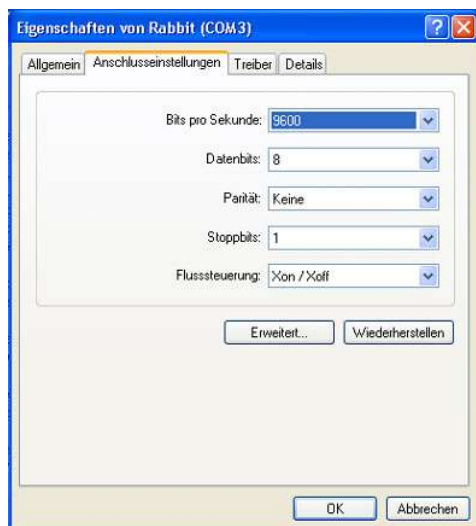 Eigenschaften von Rabbit (COM3)
Allgemein Anschlusseinstellungen Treiber Details
Bits pro Sekunde: 9600
Datenbits: 8
Parität: Keine
Stoppbits: 1
Flusssteuerung: Xon / Xoff
Erweitert... Wiederherstellen
OK Abbrechen